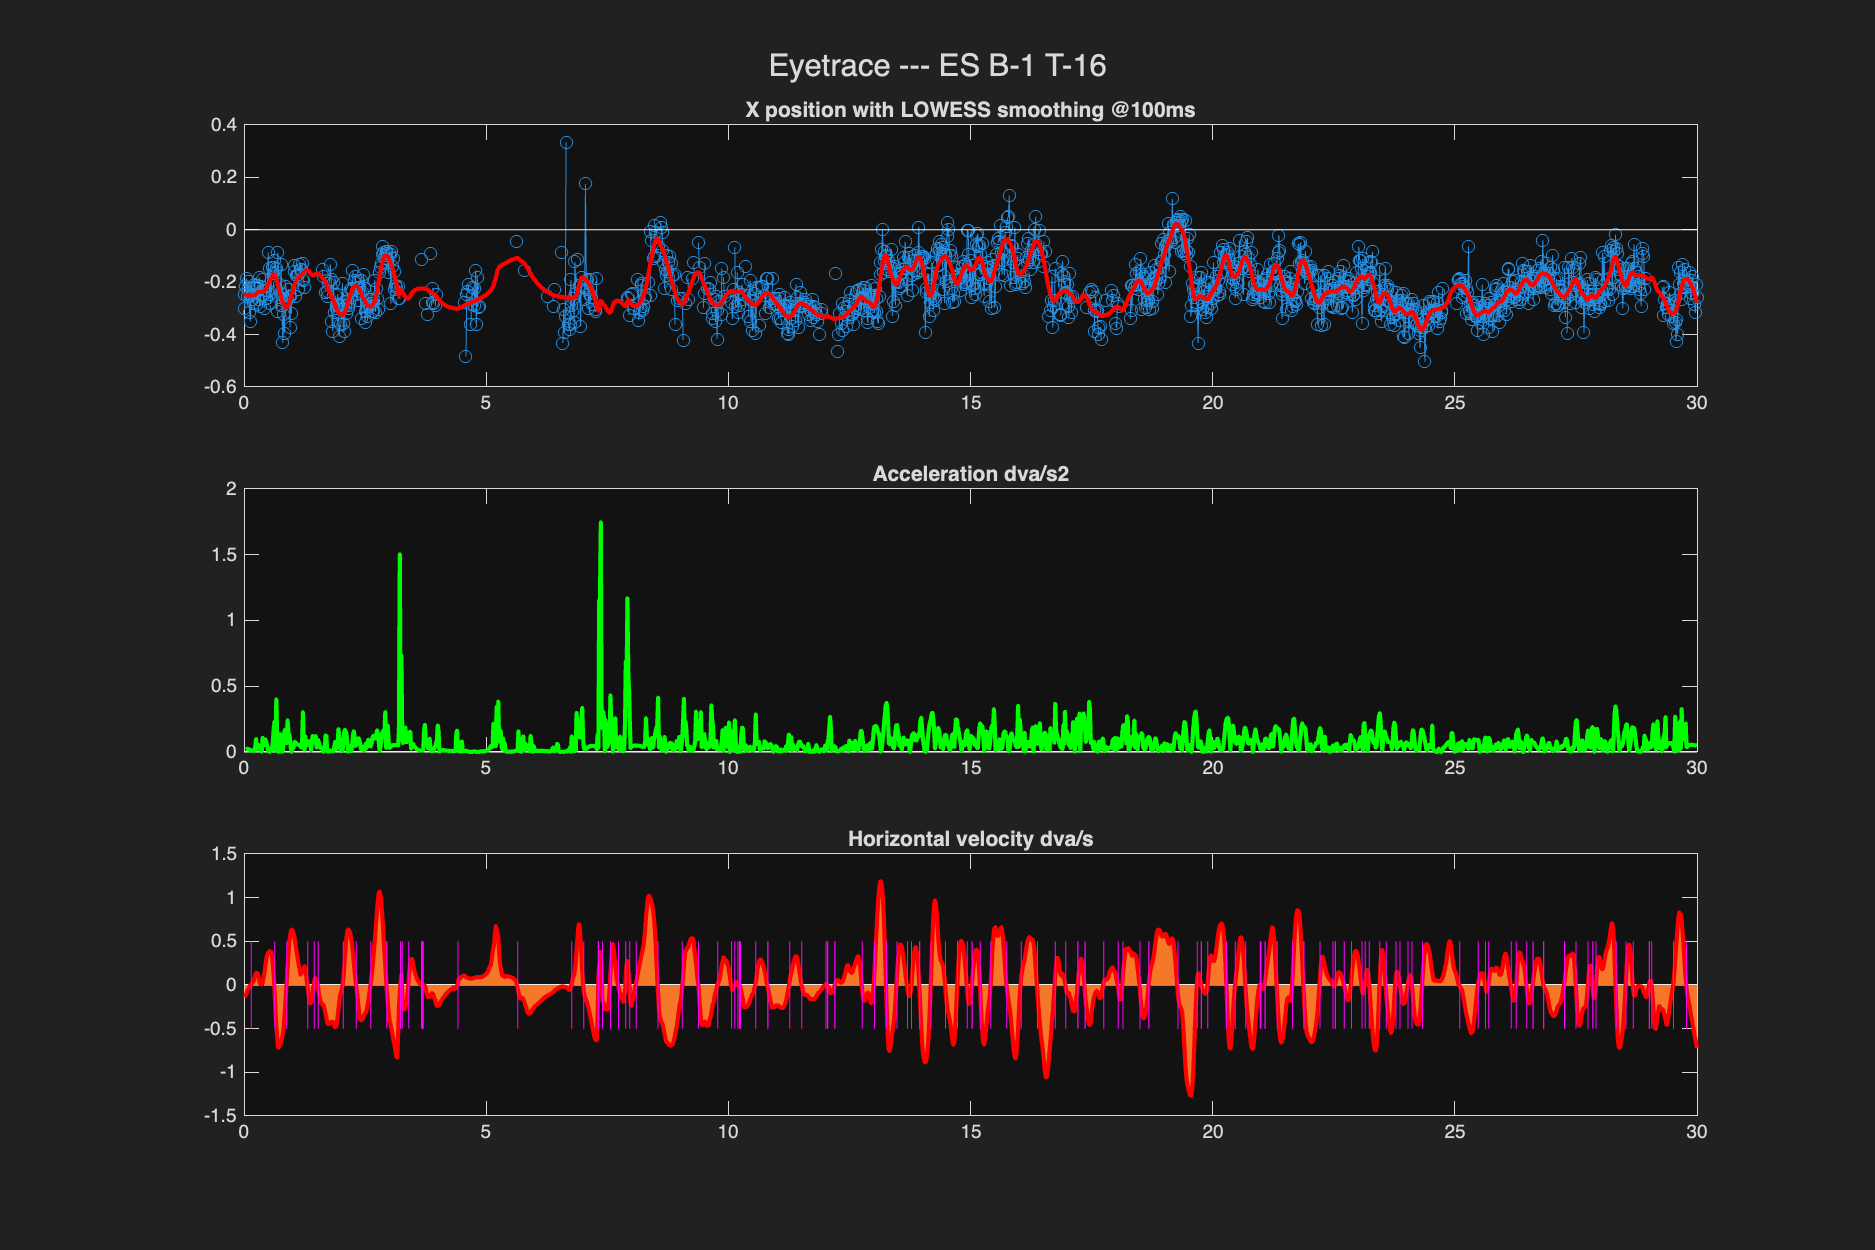 Eyetrace --- ES B-1 T-16
X position with LOWESS smoothing @100ms
0.4
0.2
0
-0.2
-0.4
-0.6
0 5 10 15 20 25 30
Acceleration dva/s2
2
1.5
1
0.5
0
0 5 10 15 20 25 30
Horizontal velocity dva/s
1.5
1
0.5
0
-0.5
-1
-1.5
0 5 10 15 20 25 30